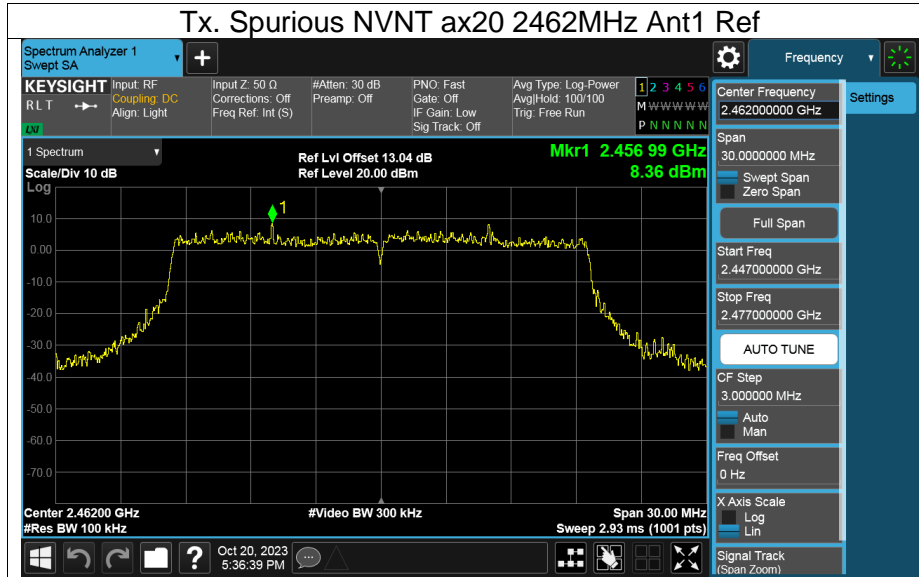 Tx. Spurious NVNT ax20 2462MHz Ant1 Ref
Spectrum Analyzer 1
Swept SA
+
Frequency
KEYSIGHT
R L T
LXI
Input: RF
Coupling: DC
Align: Light
Input Z: 50 Ω
Corrections: Off
Freq Ref: Int (S)
#Atten: 30 dB
Preamp: Off
PNO: Fast
Gate: Off
IF Gain: Low
Sig Track: Off
Avg Type: Log-Power
Avg|Hold: 100/100
Trig: Free Run
1 2 3 4 5 6
M W W W W W
P N N N N N
1 Spectrum
Scale/Div 10 dB
Log
Ref Lvl Offset 13.04 dB
Ref Level 20.00 dBm
Mkr1 2.456 99 GHz
8.36 dBm
1
10.0
0.00
-10.0
-20.0
-30.0
-40.0
-50.0
-60.0
-70.0
Center 2.46200 GHz
#Res BW 100 kHz
#Video BW 300 kHz
Span 30.00 MHz
Sweep 2.93 ms (1001 pts)
Center Frequency
2.462000000 GHz
Settings
Span
30.0000000 MHz
Swept Span
Zero Span
Full Span
Start Freq
2.447000000 GHz
Stop Freq
2.477000000 GHz
AUTO TUNE
CF Step
3.000000 MHz
Auto
Man
Freq Offset
0 Hz
X Axis Scale
Log
Lin
Signal Track
(Span Zoom)
?
Oct 20, 2023
5:36:39 PM